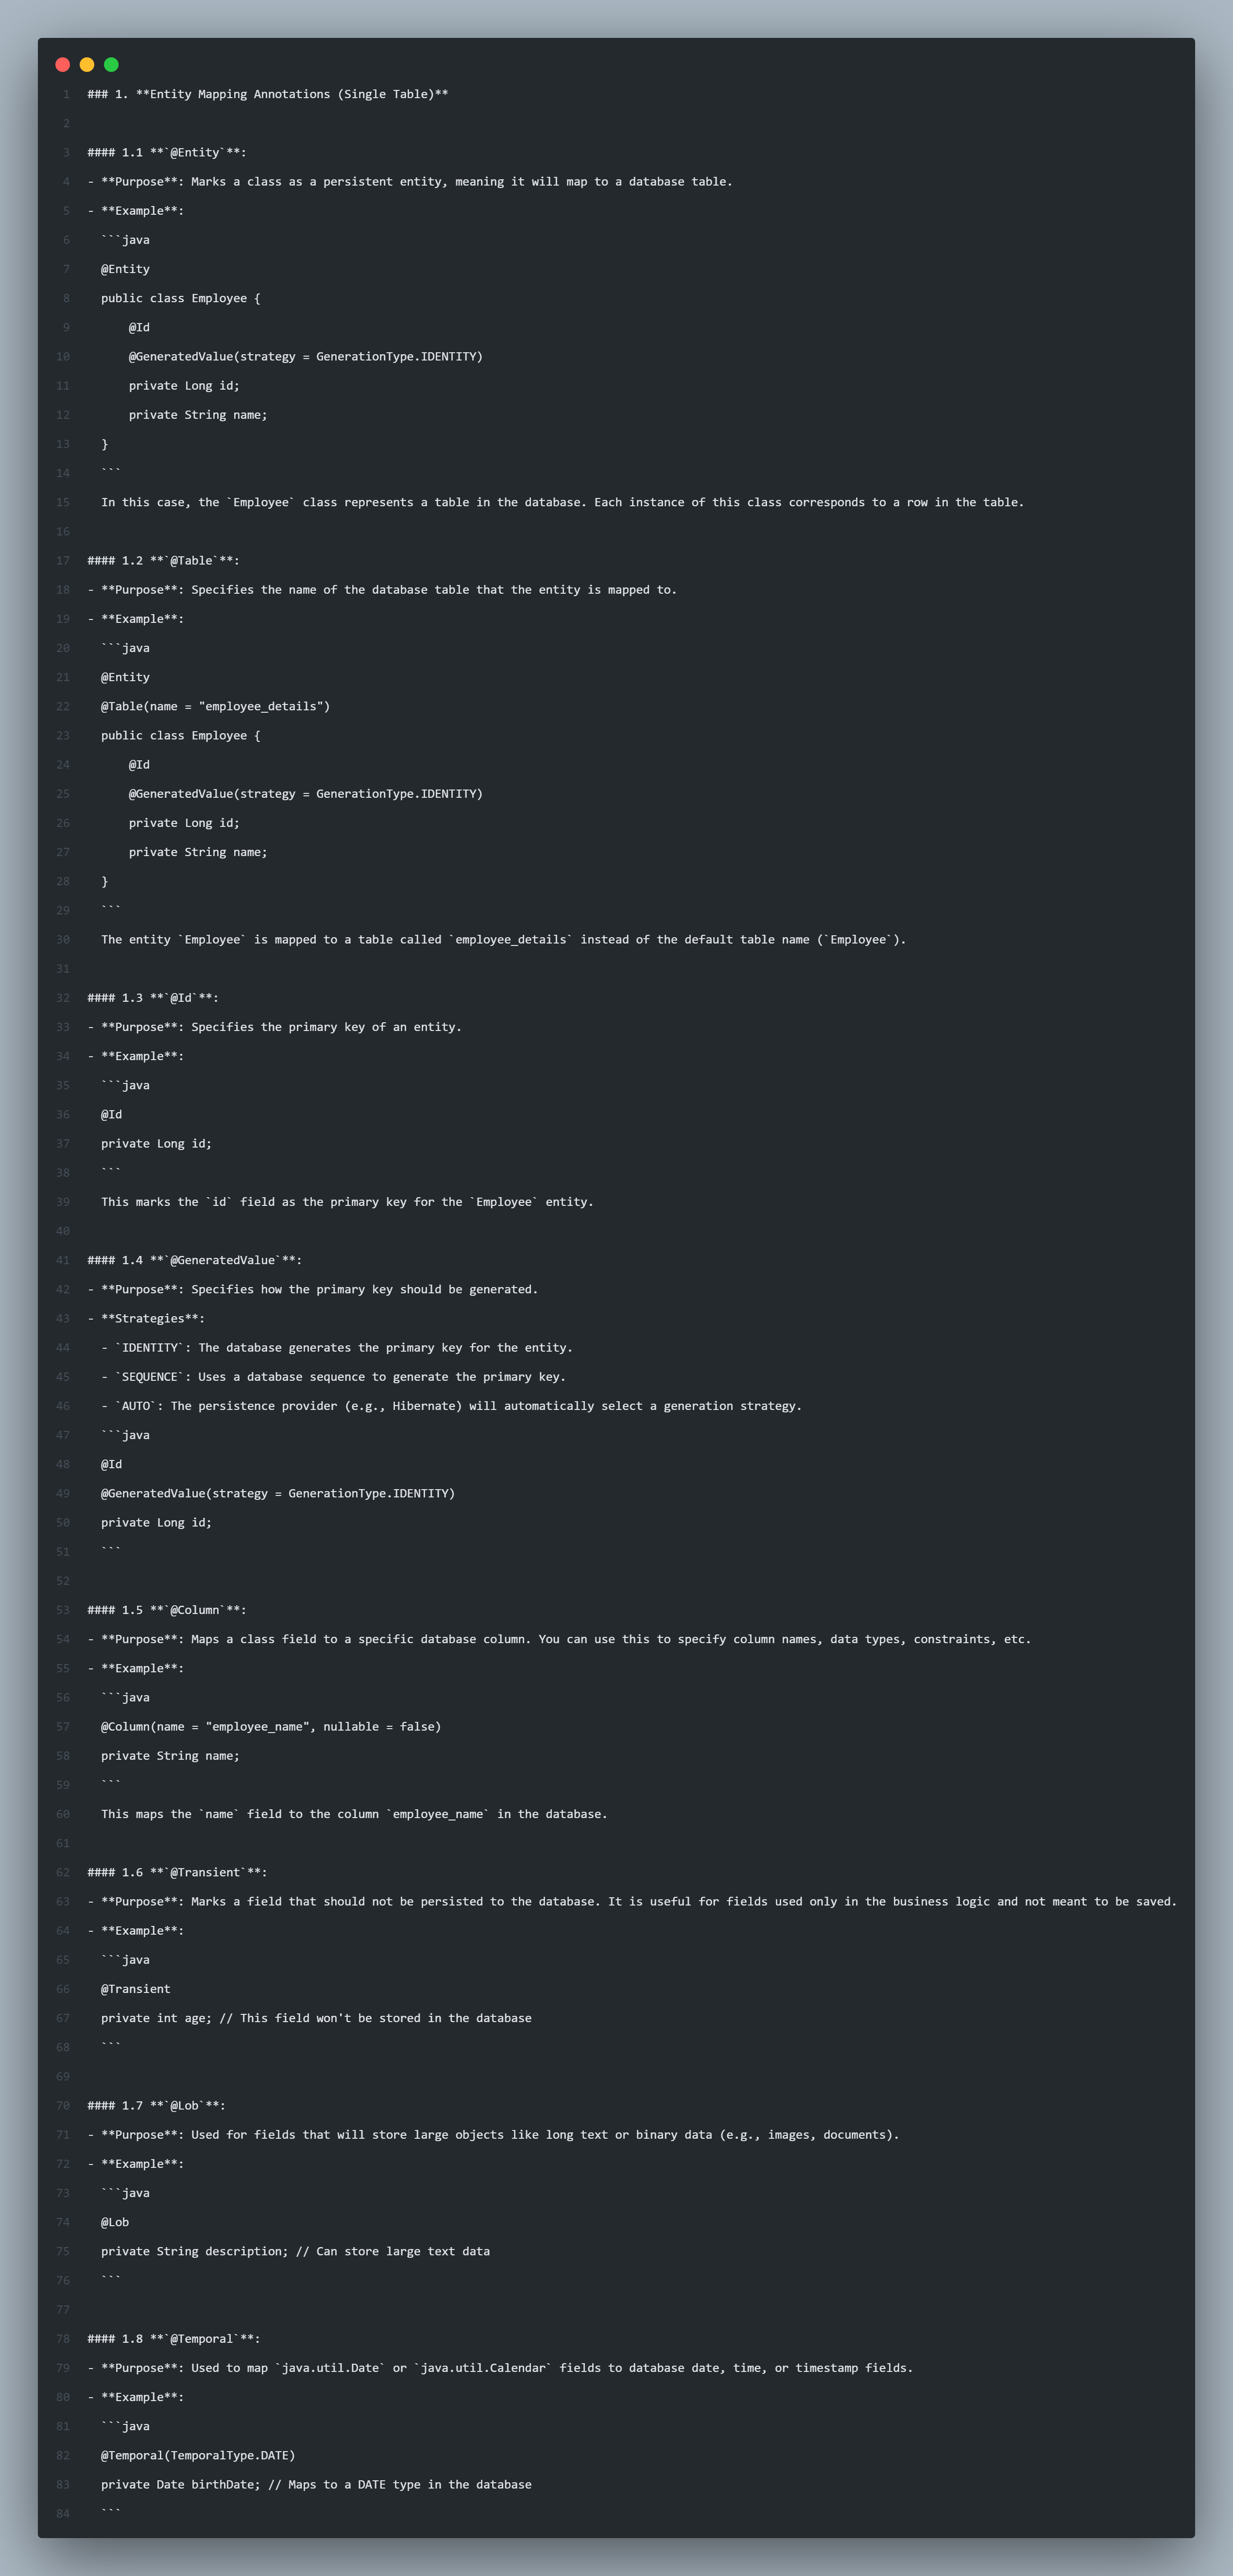 1 ### 1. **Entity Mapping Annotations (Single Table)**
2
3 #### 1.1 **`@Entity`**:
4 - **Purpose**: Marks a class as a persistent entity, meaning it will map to a database table.
5 - **Example**:
6   ```java
7   @Entity
8   public class Employee {
9       @Id
10       @GeneratedValue(strategy = GenerationType.IDENTITY)
11       private Long id;
12       private String name;
13   }
14   ```
15   In this case, the `Employee` class represents a table in the database. Each instance of this class corresponds to a row in the table.
16
17 #### 1.2 **`@Table`**:
18 - **Purpose**: Specifies the name of the database table that the entity is mapped to.
19 - **Example**:
20   ```java
21   @Entity
22   @Table(name = "employee_details")
23   public class Employee {
24       @Id
25       @GeneratedValue(strategy = GenerationType.IDENTITY)
26       private Long id;
27       private String name;
28   }
29   ```
30   The entity `Employee` is mapped to a table called `employee_details` instead of the default table name (`Employee`).
31
32 #### 1.3 **`@Id`**:
33 - **Purpose**: Specifies the primary key of an entity.
34 - **Example**:
35   ```java
36   @Id
37   private Long id;
38   ```
39   This marks the `id` field as the primary key for the `Employee` entity.
40
41 #### 1.4 **`@GeneratedValue`**:
42 - **Purpose**: Specifies how the primary key should be generated.
43 - **Strategies**:
44   - `IDENTITY`: The database generates the primary key for the entity.
45   - `SEQUENCE`: Uses a database sequence to generate the primary key.
46   - `AUTO`: The persistence provider (e.g., Hibernate) will automatically select a generation strategy.
47   ```java
48   @Id
49   @GeneratedValue(strategy = GenerationType.IDENTITY)
50   private Long id;
51   ```
52
53 #### 1.5 **`@Column`**:
54 - **Purpose**: Maps a class field to a specific database column. You can use this to specify column names, data types, constraints, etc.
55 - **Example**:
56   ```java
57   @Column(name = "employee_name", nullable = false)
58   private String name;
59   ```
60   This maps the `name` field to the column `employee_name` in the database.
61
62 #### 1.6 **`@Transient`**:
63 - **Purpose**: Marks a field that should not be persisted to the database. It is useful for fields used only in the business logic and not meant to be saved.
64 - **Example**:
65   ```java
66   @Transient
67   private int age; // This field won't be stored in the database
68   ```
69
70 #### 1.7 **`@Lob`**:
71 - **Purpose**: Used for fields that will store large objects like long text or binary data (e.g., images, documents).
72 - **Example**:
73   ```java
74   @Lob
75   private String description; // Can store large text data
76   ```
77
78 #### 1.8 **`@Temporal`**:
79 - **Purpose**: Used to map `java.util.Date` or `java.util.Calendar` fields to database date, time, or timestamp fields.
80 - **Example**:
81   ```java
82   @Temporal(TemporalType.DATE)
83   private Date birthDate; // Maps to a DATE type in the database
84   ```